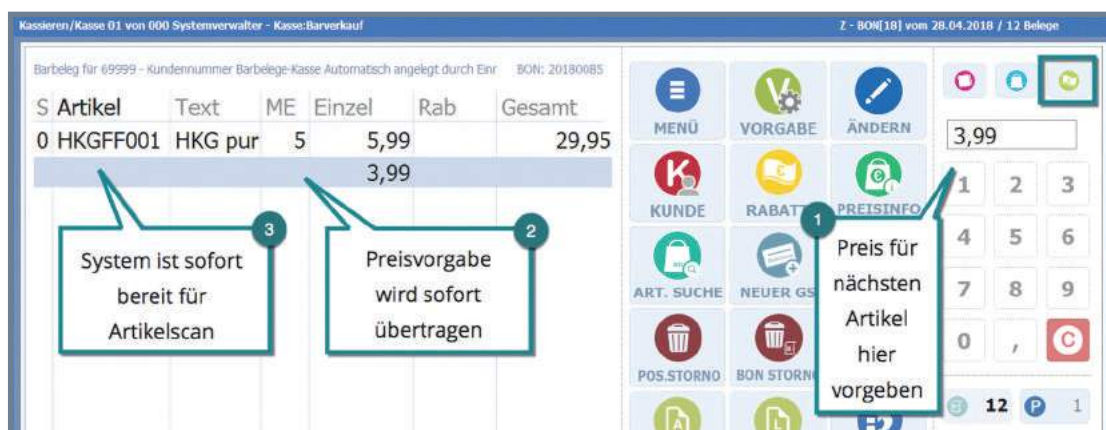 Kassieren/Kasse 01 von 000 Systemverwalter - Kasse:Barverkauf
Z - BON[18] vom 28.04.2018 / 12 Belege
Barbeleg für 69999 - Kundennummer Barbelege-Kasse Automatisch angelegt durch Einr
BON: 20180085
S Artikel Text ME Einzel Rab Gesamt
0 HKGFF001 HKG pur 5 5,99 29,95
3,99
3
System ist sofort
bereit für
Artikelscan
2
Preisvorgabe
wird sofort
übertragen
MENÜ VORGABE ÄNDERN
KUNDE RABATT PREISINFO
ART. SUCHE NEUER GS
POS.STORNO BON STORNO
1
Preis für
nächsten
Artikel
hier
vorgeben
3,99
1 2 3
4 5 6
7 8 9
0 , C
12 P 1